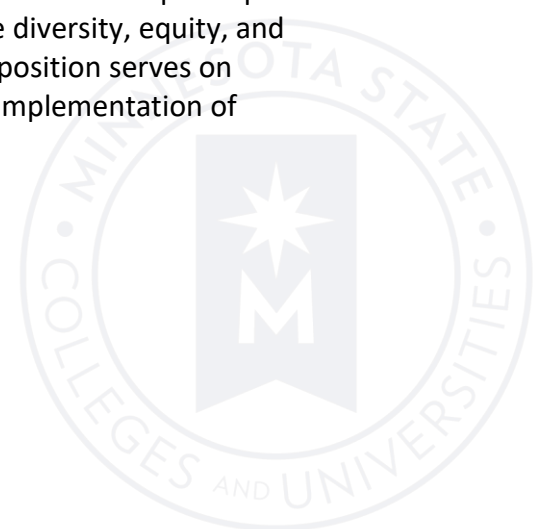 e diversity, equity, and
position serves on
mplementation of
MINNESOTA STATE
COLLEGES AND UNIVERSITIES
M